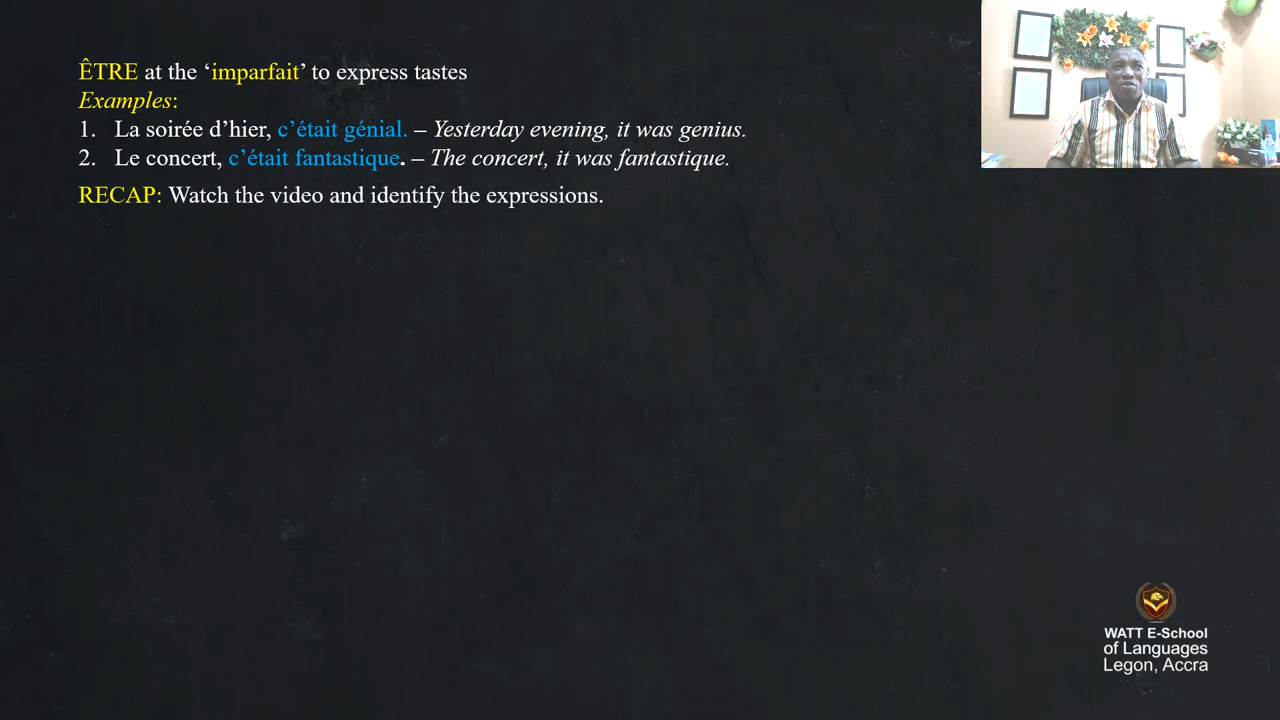 ÊTRE at the ‘imparfait’ to express tastes
Examples:
1. La soirée d’hier, c’était génial. – Yesterday evening, it was genius.
2. Le concert, c’était fantastique. – The concert, it was fantastique.
RECAP: Watch the video and identify the expressions.
WATT E-School
of Languages
Legon, Accra